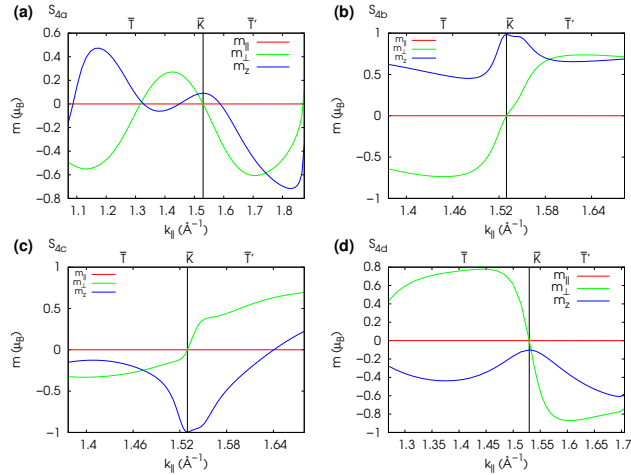 (a) S4a T̅ K̅ T̅′
m∥
m⊥
mz
m (μB)
0.6
0.4
0.2
0
−0.2
−0.4
−0.6
−0.8
1.1 1.2 1.3 1.4 1.5 1.6 1.7 1.8
k∥ (Å⁻¹)
(b) S4b T̅ K̅ T̅′
m∥
m⊥
mz
m (μB)
1
0.5
0
−0.5
−1
1.4 1.46 1.52 1.58 1.64
k∥ (Å⁻¹)
(c) S4c T̅ K̅ T̅′
m∥
m⊥
mz
m (μB)
1
0.5
0
−0.5
−1
1.4 1.46 1.52 1.58 1.64
k∥ (Å⁻¹)
(d) S4d T̅ K̅ T̅′
m∥
m⊥
mz
m (μB)
0.8
0.6
0.4
0.2
0
−0.2
−0.4
−0.6
−0.8
1.3 1.35 1.4 1.45 1.5 1.55 1.6 1.65 1.7
k∥ (Å⁻¹)